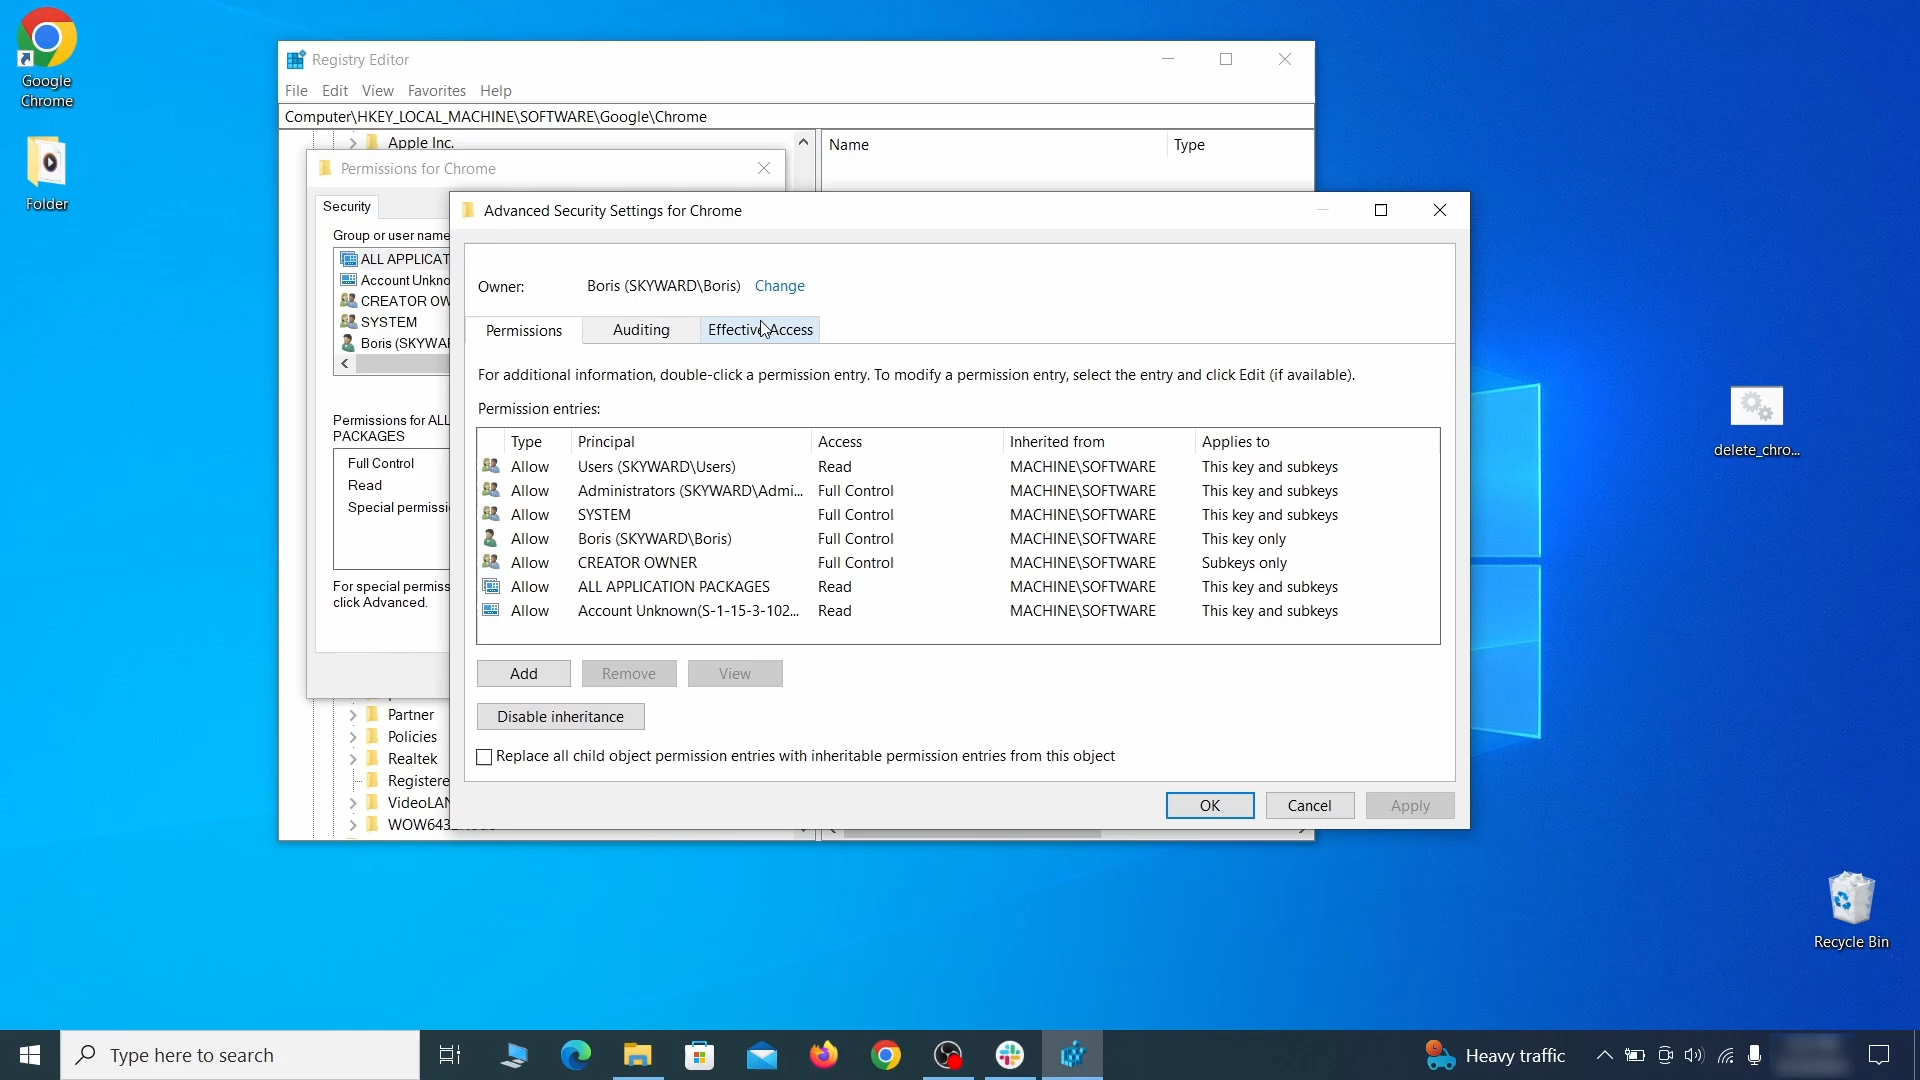 Google
Chrome
Folder
Registry Editor
File Edit View Favorites Help
Computer\HKEY_LOCAL_MACHINE\SOFTWARE\Google\Chrome
Apple Inc.
Name Type
Permissions for Chrome
Security
Group or user name
ALL APPLICAT
Account Unkno
CREATOR OW
SYSTEM
Boris (SKYWAR
Permissions for ALL
PACKAGES
Full Control
Read
Special permissi
For special permiss
click Advanced.
Partner
Policies
Realtek
Registere
VideoLAN
Advanced Security Settings for Chrome
Owner: Boris (SKYWARD\Boris) Change
Permissions Auditing Effective Access
For additional information, double-click a permission entry. To modify a permission entry, select the entry and click Edit (if available).
Permission entries:
Type Principal Access Inherited from Applies to
Allow Users (SKYWARD\Users) Read MACHINE\SOFTWARE This key and subkeys
Allow Administrators (SKYWARD\Admi... Full Control MACHINE\SOFTWARE This key and subkeys
Allow SYSTEM Full Control MACHINE\SOFTWARE This key and subkeys
Allow Boris (SKYWARD\Boris) Full Control MACHINE\SOFTWARE This key only
Allow CREATOR OWNER Full Control MACHINE\SOFTWARE Subkeys only
Allow ALL APPLICATION PACKAGES Read MACHINE\SOFTWARE This key and subkeys
Allow Account Unknown(S-1-15-3-102... Read MACHINE\SOFTWARE This key and subkeys
Add Remove View
Disable inheritance
Replace all child object permission entries with inheritable permission entries from this object
OK Cancel Apply
delete_chro...
Recycle Bin
Type here to search
Heavy traffic